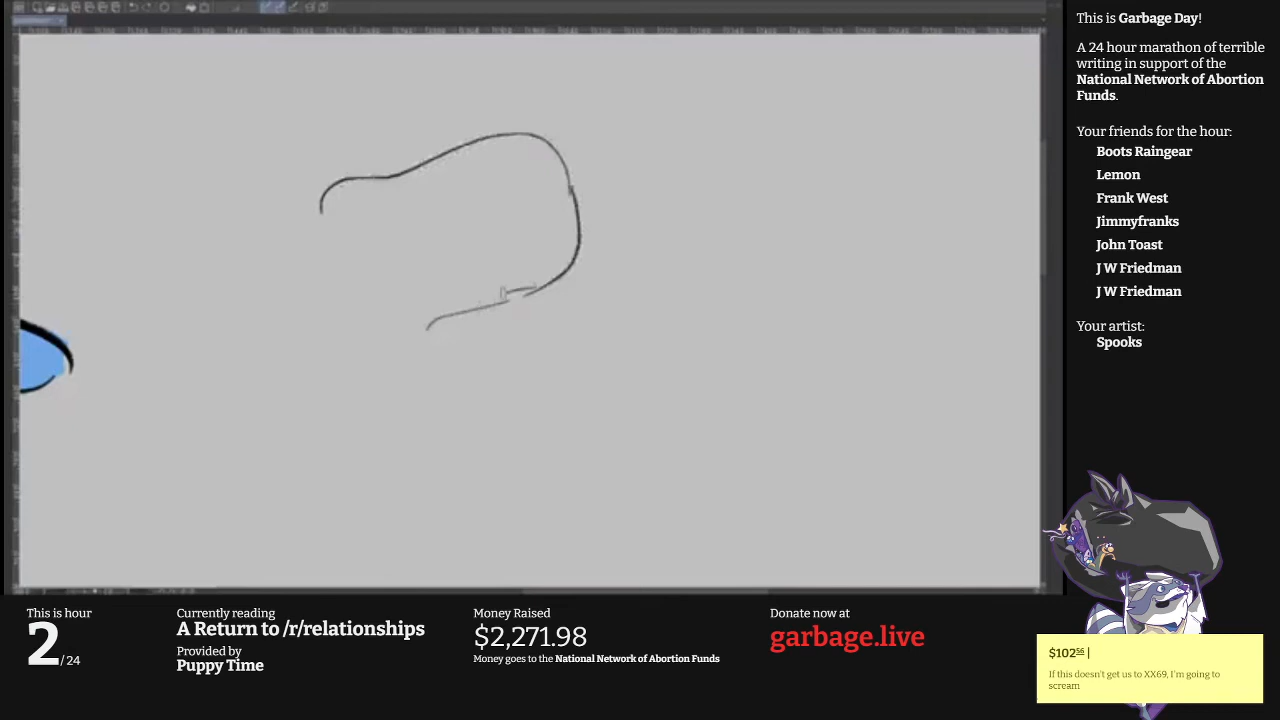 This is Garbage Day!
A 24 hour marathon of terrible
writing in support of the
National Network of Abortion
Funds.
Your friends for the hour:
Boots Raingear
Lemon
Frank West
Jimmyfranks
John Toast
J W Friedman
J W Friedman
Your artist:
Spooks
This is hour
2/24
Currently reading
A Return to /r/relationships
Provided by
Puppy Time
Money Raised
$2,271.98
Money goes to the National Network of Abortion Funds
Donate now at
garbage.live
$102.56 |
If this doesn't get us to XX69, I'm going to
scream